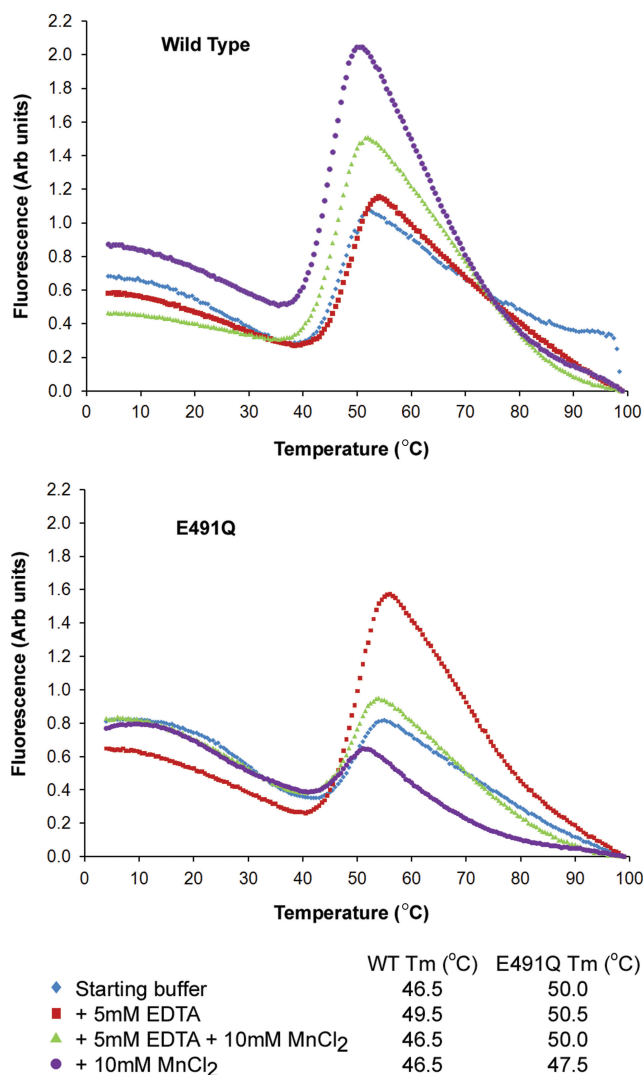 Wild Type
2.2
2.0
1.8
1.6
1.4
1.2
1.0
0.8
0.6
0.4
0.2
0.0
Fluorescence (Arb units)
0 10 20 30 40 50 60 70 80 90 100
Temperature (°C)
E491Q
2.2
2.0
1.8
1.6
1.4
1.2
1.0
0.8
0.6
0.4
0.2
0.0
Fluorescence (Arb units)
0 10 20 30 40 50 60 70 80 90 100
Temperature (°C)
WT Tm (°C) E491Q Tm (°C)
Starting buffer 46.5 50.0
+ 5mM EDTA 49.5 50.5
+ 5mM EDTA + 10mM MnCl₂ 46.5 50.0
+ 10mM MnCl₂ 46.5 47.5